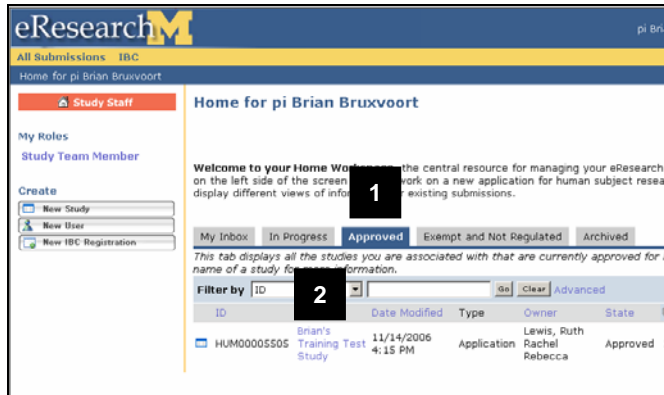 eResearch M
pi Bri
All Submissions IBC
Home for pi Brian Bruxvoort
Study Staff
My Roles
Study Team Member
Create
New Study
New User
New IBC Registration
Home for pi Brian Bruxvoort
Welcome to your Home the central resource for managing your eResearch
on the left side of the screen work on a new application for human subject resea
display different views of existing submissions.
1
My Inbox In Progress Approved Exempt and Not Regulated Archived
This tab displays all the studies you are associated with that are currently approved for
name of a study for more information.
Filter by ID Go Clear Advanced
2
ID Date Modified Type Owner State
HUM00005505 Brian's Training Test Study 11/14/2006 4:15 PM Application Lewis, Ruth Rachel Rebecca Approved